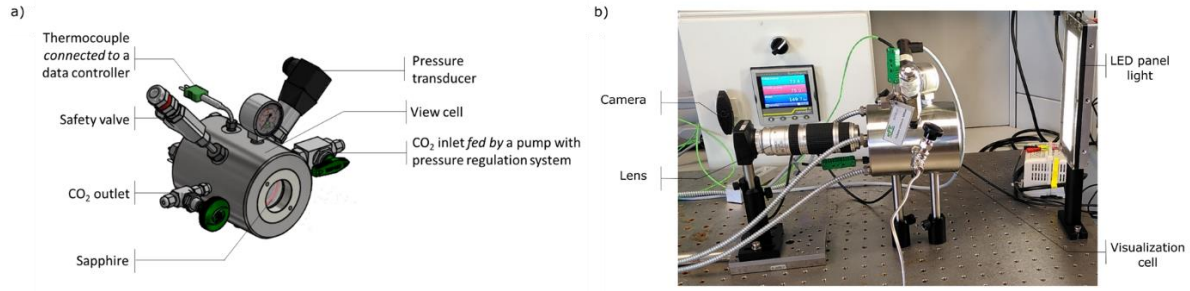 a)
Thermocouple
connected to a
data controller
Safety valve
CO₂ outlet
Sapphire
Pressure
transducer
View cell
CO₂ inlet fed by a pump with
pressure regulation system
b)
Camera
Lens
LED panel
light
Visualization
cell